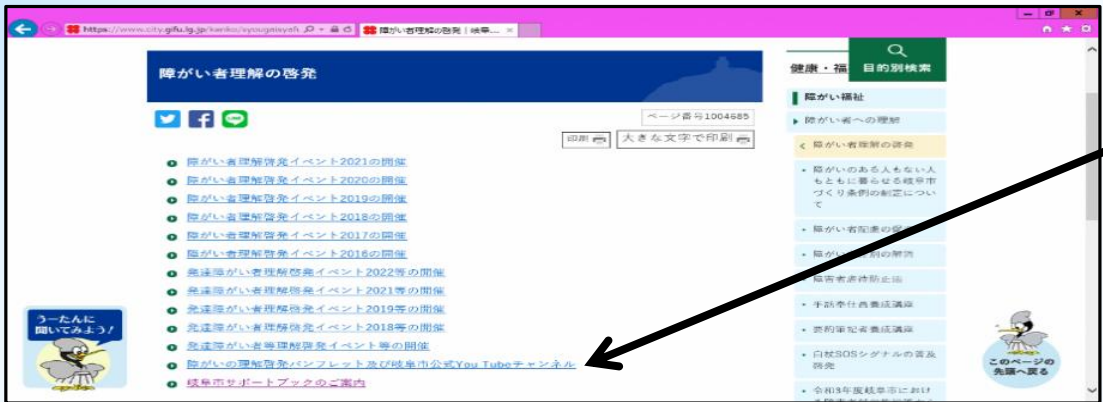 https://www.city.gifu.lg.jp/kenko/syougaisyah
障がい者理解の啓発 | 岐阜...
障がい者理解の啓発
ページ番号1004685
印刷
大きな文字で印刷
障がい者理解啓発イベント2021の開催
障がい者理解啓発イベント2020の開催
障がい者理解啓発イベント2019の開催
障がい者理解啓発イベント2018の開催
障がい者理解啓発イベント2017の開催
障がい者理解啓発イベント2016の開催
発達障がい者理解啓発イベント2022等の開催
発達障がい者理解啓発イベント2021等の開催
発達障がい者理解啓発イベント2019等の開催
発達障がい者理解啓発イベント2018等の開催
発達障がい者等理解啓発イベント等の開催
障がいの理解啓発パンフレット及び岐阜市公式You Tubeチャンネル
岐阜市サポートブックのご案内
うーたんに
聞いてみよう!
健康・福
目的別検索
障がい福祉
障がい者への理解
障がい者理解の啓発
障がいのある人もない人
もともに暮らせる岐阜市
づくり条例の制定につい
て
障がい者配慮の
障がい
別の解消
障害者虐待防止法
手話奉仕員養成講座
要約筆記者養成講座
白杖SOSシグナルの普及
啓発
令和3年度岐阜市におけ
このページの
先頭へ戻る